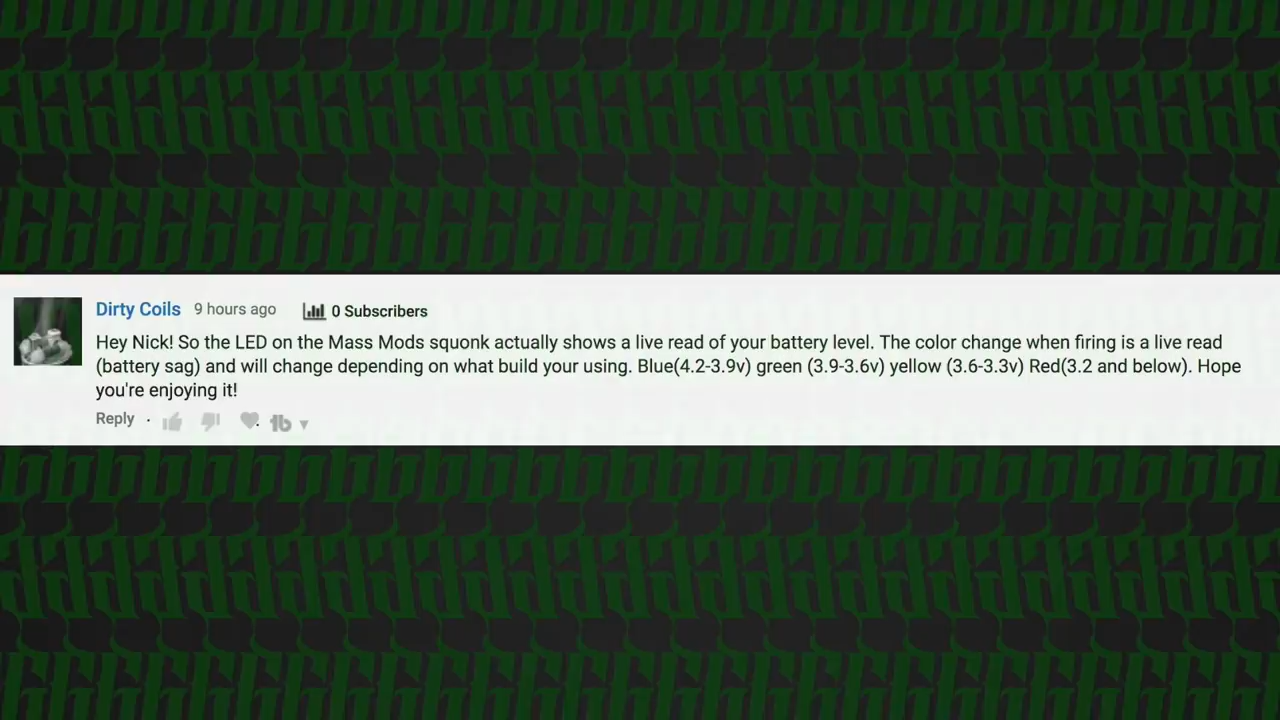 Dirty Coils 9 hours ago 0 Subscribers
Hey Nick! So the LED on the Mass Mods squonk actually shows a live read of your battery level. The color change when firing is a live read
(battery sag) and will change depending on what build your using. Blue(4.2-3.9v) green (3.9-3.6v) yellow (3.6-3.3v) Red(3.2 and below). Hope
you're enjoying it!
Reply · tb